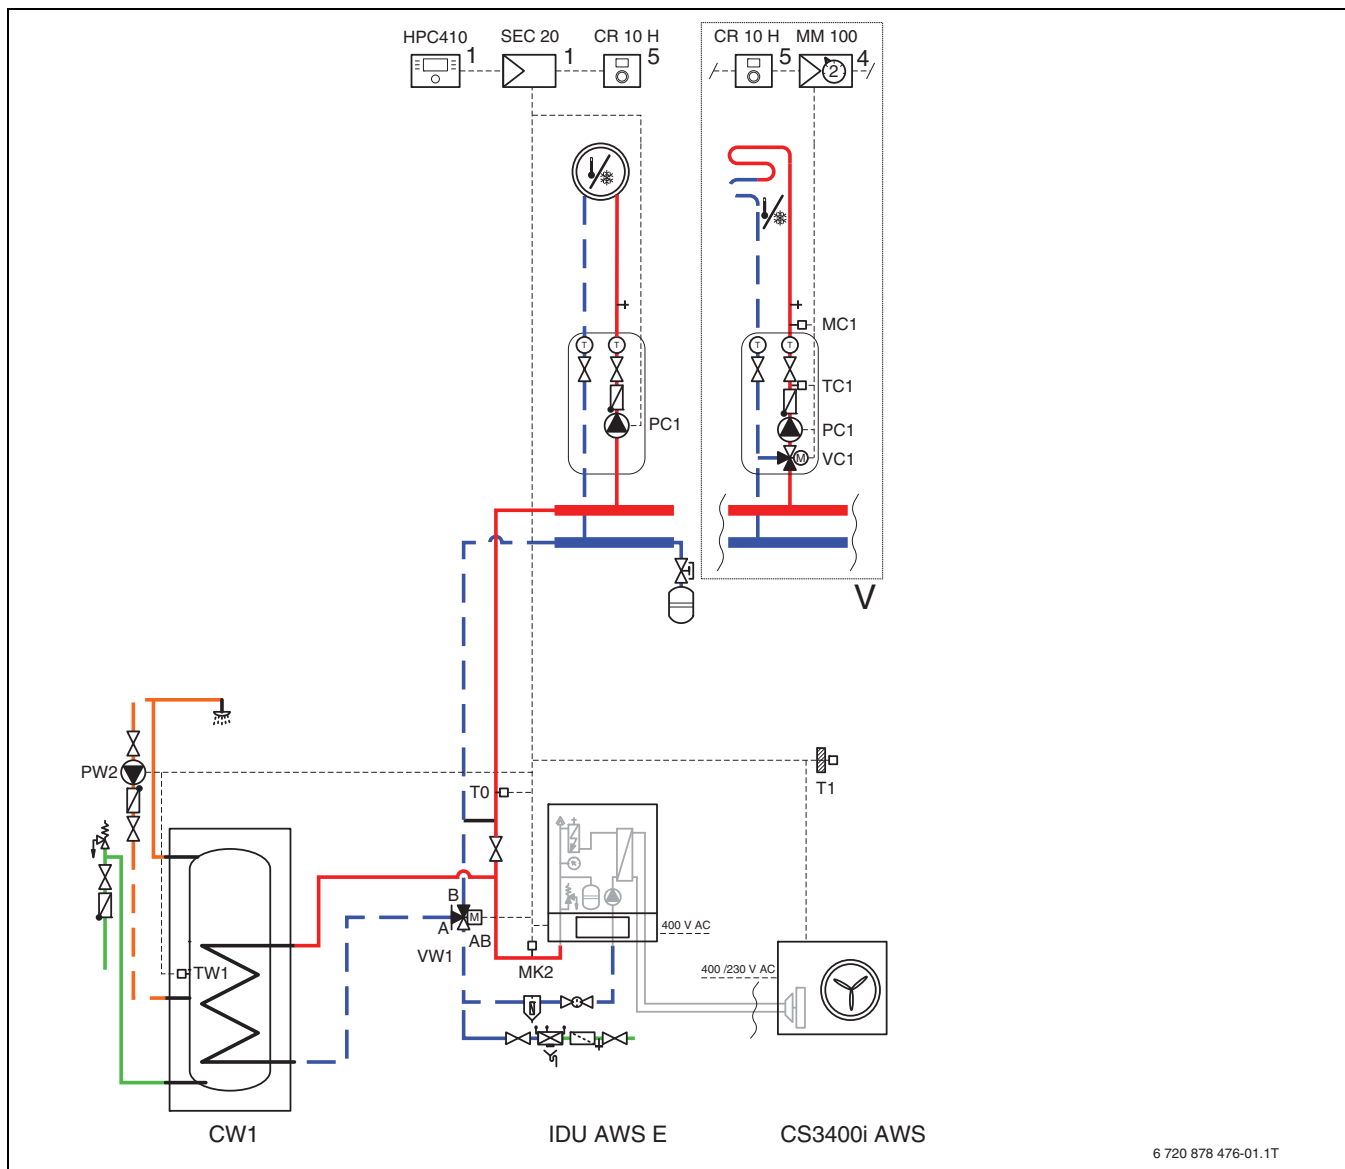 HPC410 1 SEC 20 1 CR 10 H 5 CR 10 H 5 MM 100 4
2
MC1
T T T T
TC1
PC1 PC1
M VC1
V
PW2
T0 T1
B
A M AB
VW1
400 V AC
TW1 MK2 400 /230 V AC
CW1 IDU AWS E CS3400i AWS
6 720 878 476-01.1T